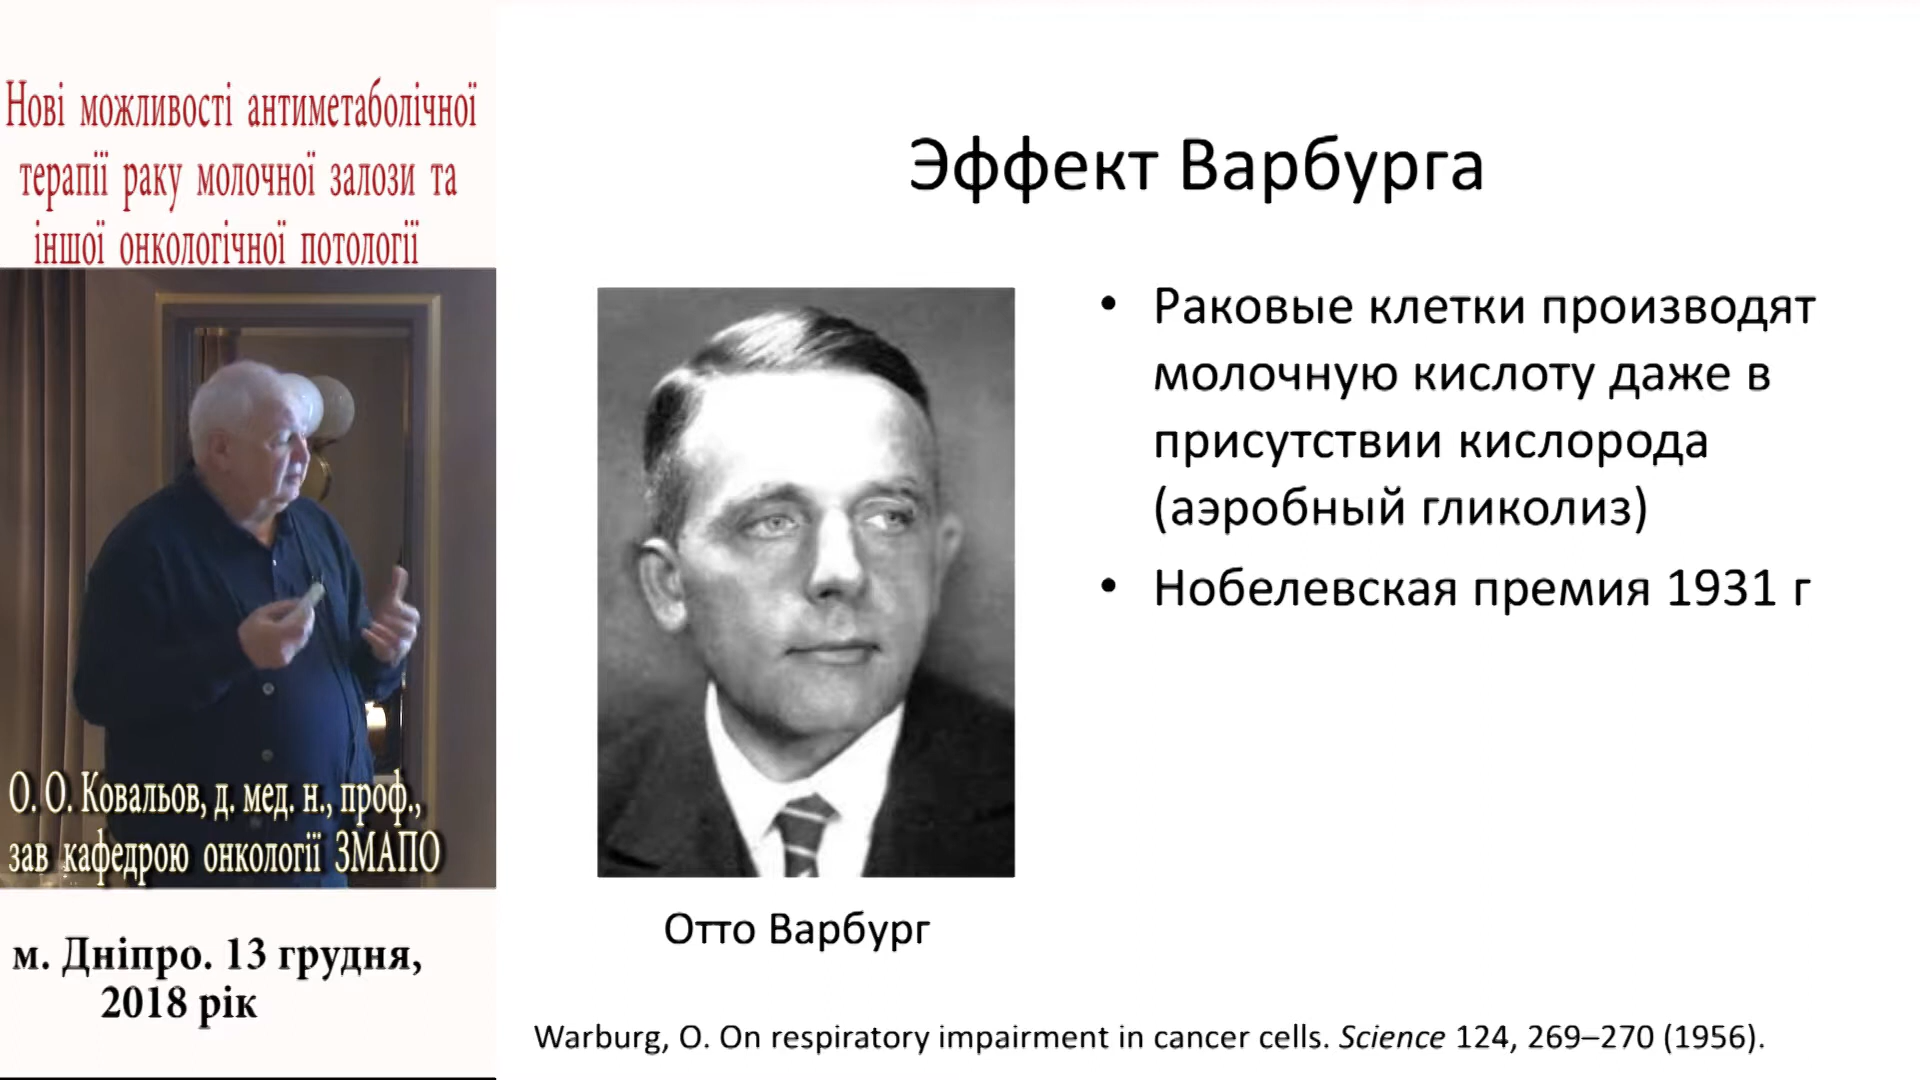 Нові можливості антиметаболічної
терапії раку молочної залози та
іншої онкологічної потології
О. О. Ковальов, д. мед. н., проф.,
зав кафедрою онкології ЗМАПО
м. Дніпро. 13 грудня,
2018 рік
Эффект Варбурга
• Раковые клетки производят
молочную кислоту даже в
присутствии кислорода
(аэробный гликолиз)
• Нобелевская премия 1931 г
Отто Варбург
Warburg, O. On respiratory impairment in cancer cells. Science 124, 269–270 (1956).